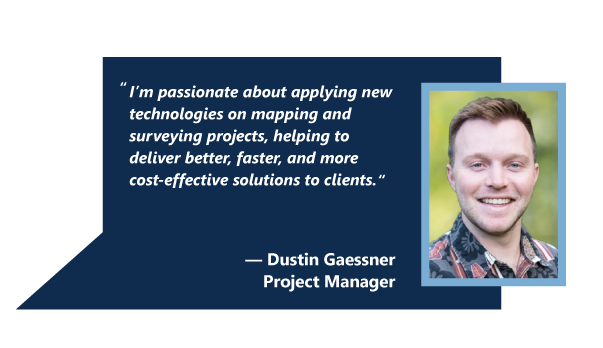 “I’m passionate about applying new
technologies on mapping and
surveying projects, helping to
deliver better, faster, and more
cost-effective solutions to clients.“
— Dustin Gaessner
Project Manager